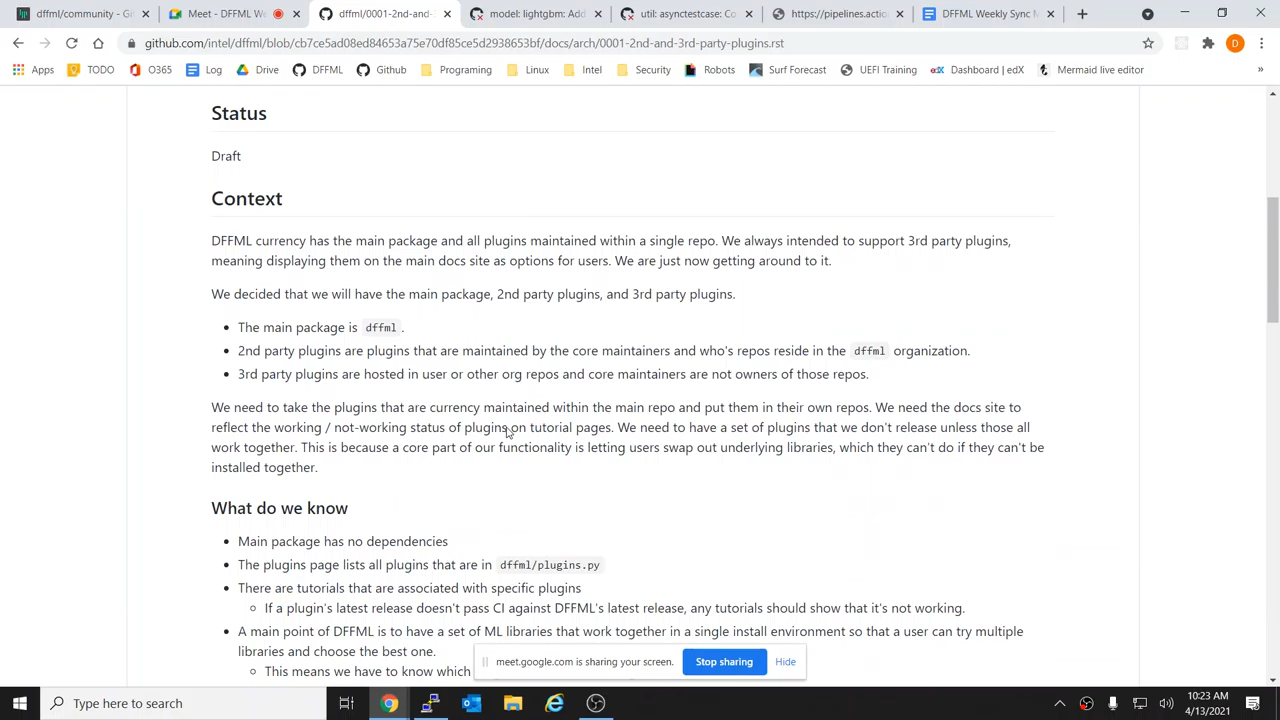 dffml/community - Git
Meet - DFFML We
dffml/0001-2nd-and-
model: lightgbm: Add
util: asynctestcase: Co
https://pipelines.action
DFFML Weekly Sync M
github.com/intel/dffml/blob/cb7ce5ad08ed84653a75e70df85ce5d2938653bf/docs/arch/0001-2nd-and-3rd-party-plugins.rst
D
Apps
TODO
O365
Log
Drive
DFFML
Github
Programing
Linux
Intel
Security
Robots
Surf Forecast
UEFI Training
Dashboard | edX
Mermaid live editor
»
Status
Draft
Context
DFFML currency has the main package and all plugins maintained within a single repo. We always intended to support 3rd party plugins,
meaning displaying them on the main docs site as options for users. We are just now getting around to it.
We decided that we will have the main package, 2nd party plugins, and 3rd party plugins.
• The main package is dffml .
• 2nd party plugins are plugins that are maintained by the core maintainers and who's repos reside in the dffml organization.
• 3rd party plugins are hosted in user or other org repos and core maintainers are not owners of those repos.
We need to take the plugins that are currency maintained within the main repo and put them in their own repos. We need the docs site to
reflect the working / not-working status of plugins on tutorial pages. We need to have a set of plugins that we don't release unless those all
work together. This is because a core part of our functionality is letting users swap out underlying libraries, which they can't do if they can't be
installed together.
What do we know
• Main package has no dependencies
• The plugins page lists all plugins that are in dffml/plugins.py
• There are tutorials that are associated with specific plugins
◦ If a plugin's latest release doesn't pass CI against DFFML's latest release, any tutorials should show that it's not working.
• A main point of DFFML is to have a set of ML libraries that work together in a single install environment so that a user can try multiple
libraries and choose the best one.
◦ This means we have to know which
meet.google.com is sharing your screen.
Stop sharing
Hide
Type here to search
10:23 AM
4/13/2021